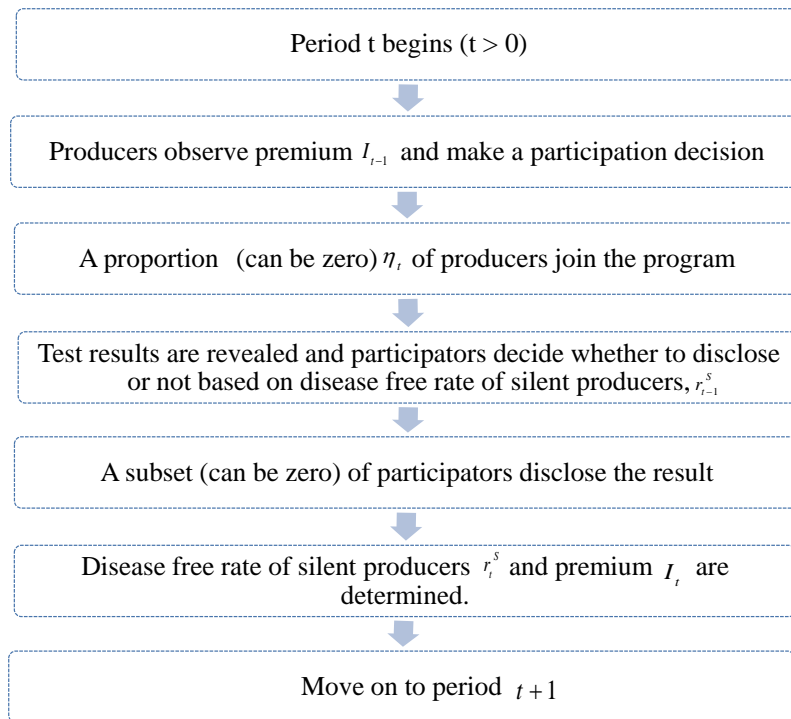 Period t begins (t > 0)
Producers observe premium I_{t-1} and make a participation decision
A proportion (can be zero) η_t of producers join the program
Test results are revealed and participators decide whether to disclose
or not based on disease free rate of silent producers, r_{t-1}^S
A subset (can be zero) of participators disclose the result
Disease free rate of silent producers r_t^S and premium I_t are
determined.
Move on to period t+1